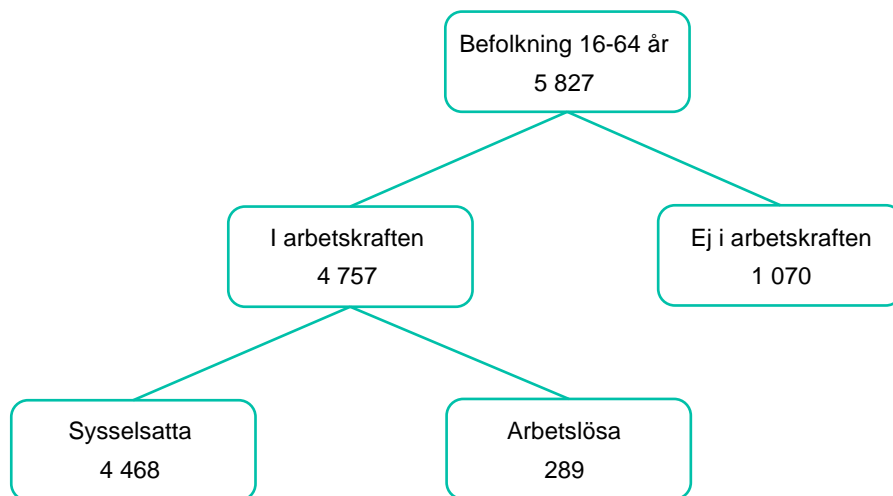 Befolkning 16-64 år
5 827
I arbetskraften
4 757
Ej i arbetskraften
1 070
Sysselsatta
4 468
Arbetslösa
289